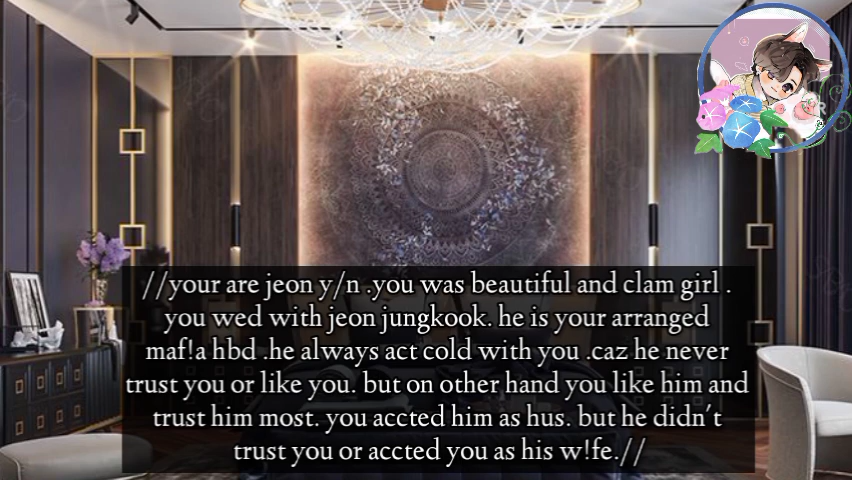 //your are jeon y/n .you was beautiful and clam girl .
you wed with jeon jungkook. he is your arranged
maf!a hbd .he always act cold with you .caz he never
trust you or like you. but on other hand you like him and
trust him most. you accted him as hus. but he didn't
trust you or accted you as his w!fe.//